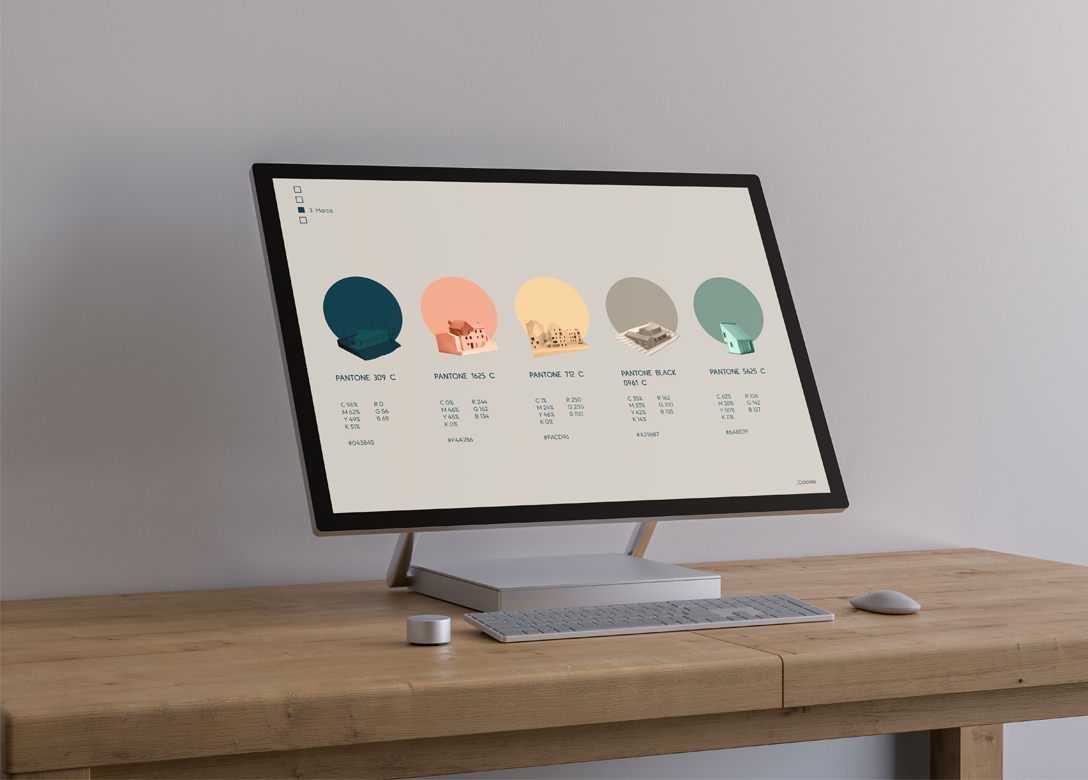 3. Marca
PANTONE 309 C
C 96% R 0
M 62% G 56
Y 49% B 69
K 51%
#043845
PANTONE 1625 C
C 0% R 244
M 46% G 162
Y 45% B 134
K 0%
#F4A286
PANTONE 712 C
C 1% R 250
M 24% G 205
Y 46% B 150
K 0%
#FACD96
PANTONE BLACK
0961 C
C 35% R 162
M 33% G 150
Y 42% B 135
K 14%
#A29687
PANTONE 5625 C
C 62% R 106
M 28% G 142
Y 50% B 127
K 11%
#6A8E7F
_Colores